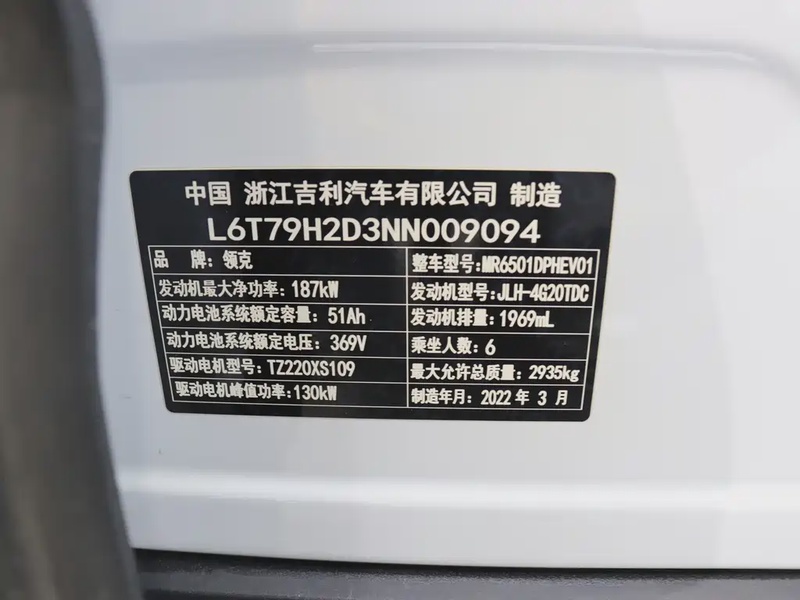 中国 浙江吉利汽车有限公司 制造
L6T79H2D3NN009094
品 牌：领克 整车型号：MR6501DPHEV01
发动机最大净功率：187kW 发动机型号：JLH-4G20TDC
动力电池系统额定容量：51Ah 发动机排量：1969mL
动力电池系统额定电压：369V 乘坐人数：6
驱动电机型号：TZ220XS109 最大允许总质量：2935kg
驱动电机峰值功率：130kW 制造年月：2022 年 3 月